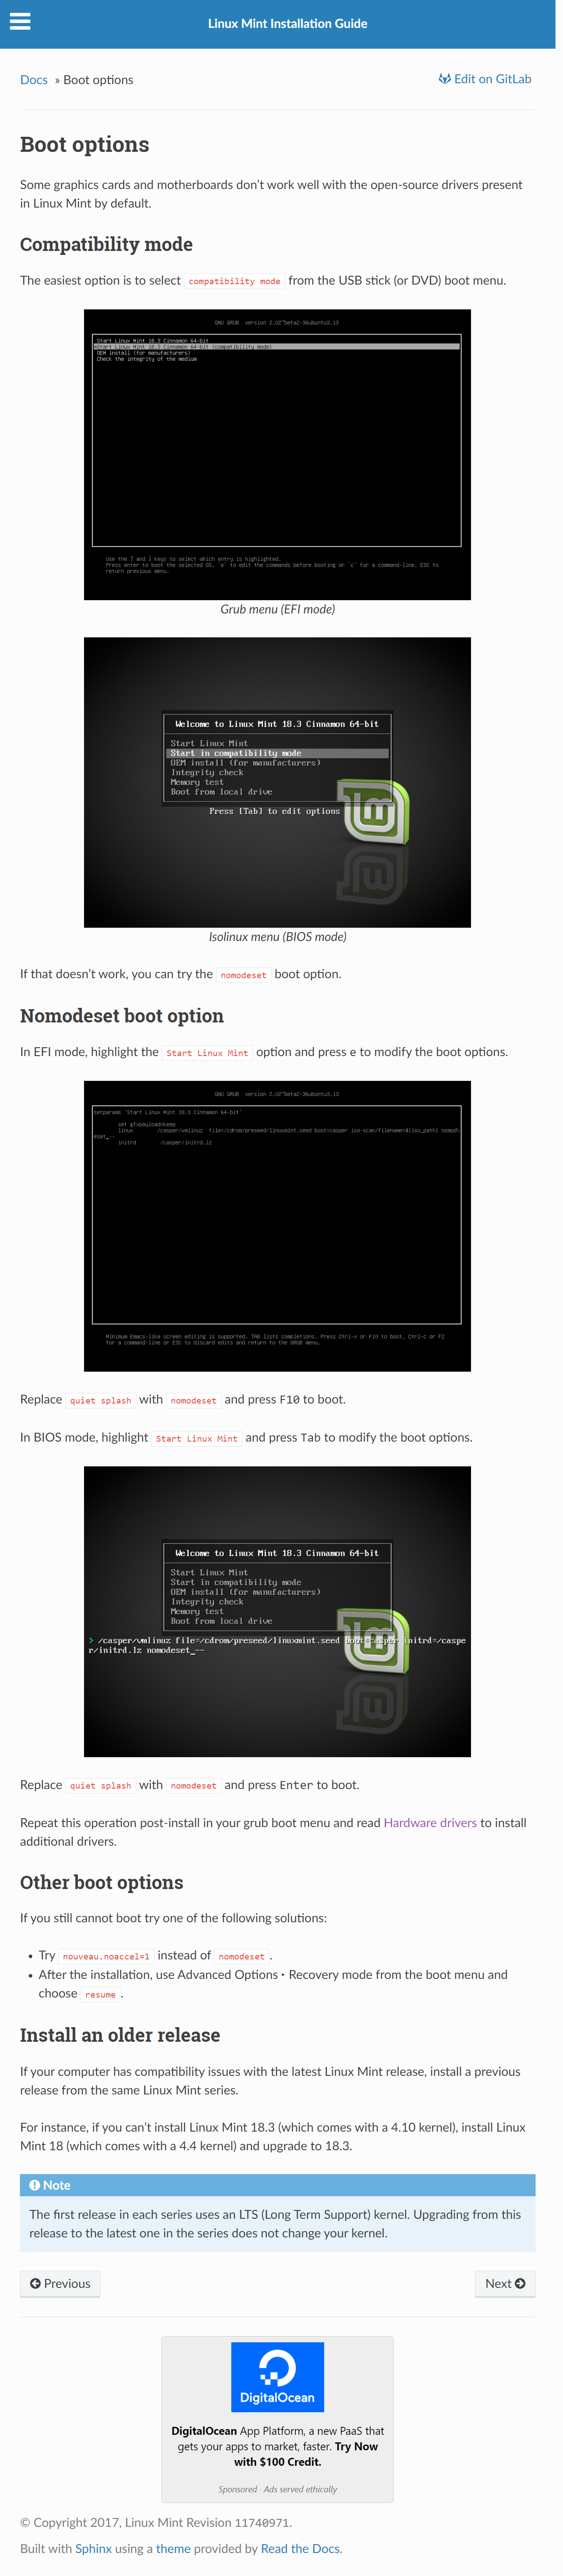 Linux Mint Installation Guide
Docs » Boot options
Edit on GitLab
Boot options
Some graphics cards and motherboards don't work well with the open-source drivers present
in Linux Mint by default.
Compatibility mode
The easiest option is to select compatibility mode from the USB stick (or DVD) boot menu.
GNU GRUB version 2.02~beta2-36ubuntu3.13
Start Linux Mint 18.3 Cinnamon 64-bit
*Start Linux Mint 18.3 Cinnamon 64-bit (compatibility mode)
OEM install (for manufacturers)
Check the integrity of the medium
Use the ↑ and ↓ keys to select which entry is highlighted.
Press enter to boot the selected OS, `e' to edit the commands before booting or `c' for a command-line. ESC to
return previous menu.
Grub menu (EFI mode)
Welcome to Linux Mint 18.3 Cinnamon 64-bit
Start Linux Mint
Start in compatibility mode
OEM install (for manufacturers)
Integrity check
Memory test
Boot from local drive
Press [Tab] to edit options
Isolinux menu (BIOS mode)
If that doesn't work, you can try the nomodeset boot option.
Nomodeset boot option
In EFI mode, highlight the Start Linux Mint option and press e to modify the boot options.
GNU GRUB version 2.02~beta2-36ubuntu3.13
setparams 'Start Linux Mint 18.3 Cinnamon 64-bit'
set gfxpayload=keep
linux /casper/vmlinuz file=/cdrom/preseed/linuxmint.seed boot=casper iso-scan/filename=${iso_path} nomod\
eset_--
initrd /casper/initrd.lz
Minimum Emacs-like screen editing is supported. TAB lists completions. Press Ctrl-x or F10 to boot, Ctrl-c or F2
for a command-line or ESC to discard edits and return to the GRUB menu.
Replace quiet splash with nomodeset and press F10 to boot.
In BIOS mode, highlight Start Linux Mint and press Tab to modify the boot options.
Welcome to Linux Mint 18.3 Cinnamon 64-bit
Start Linux Mint
Start in compatibility mode
OEM install (for manufacturers)
Integrity check
Memory test
Boot from local drive
> /casper/vmlinuz file=/cdrom/preseed/linuxmint.seed boot=casper initrd=/caspe
r/initrd.lz nomodeset_--
Replace quiet splash with nomodeset and press Enter to boot.
Repeat this operation post-install in your grub boot menu and read Hardware drivers to install
additional drivers.
Other boot options
If you still cannot boot try one of the following solutions:
• Try nouveau.noaccel=1 instead of nomodeset.
• After the installation, use Advanced Options ‣ Recovery mode from the boot menu and
choose resume.
Install an older release
If your computer has compatibility issues with the latest Linux Mint release, install a previous
release from the same Linux Mint series.
For instance, if you can't install Linux Mint 18.3 (which comes with a 4.10 kernel), install Linux
Mint 18 (which comes with a 4.4 kernel) and upgrade to 18.3.
Note
The first release in each series uses an LTS (Long Term Support) kernel. Upgrading from this
release to the latest one in the series does not change your kernel.
Previous
Next
DigitalOcean
DigitalOcean App Platform, a new PaaS that
gets your apps to market, faster. Try Now
with $100 Credit.
Sponsored · Ads served ethically
© Copyright 2017, Linux Mint Revision 11740971.
Built with Sphinx using a theme provided by Read the Docs.